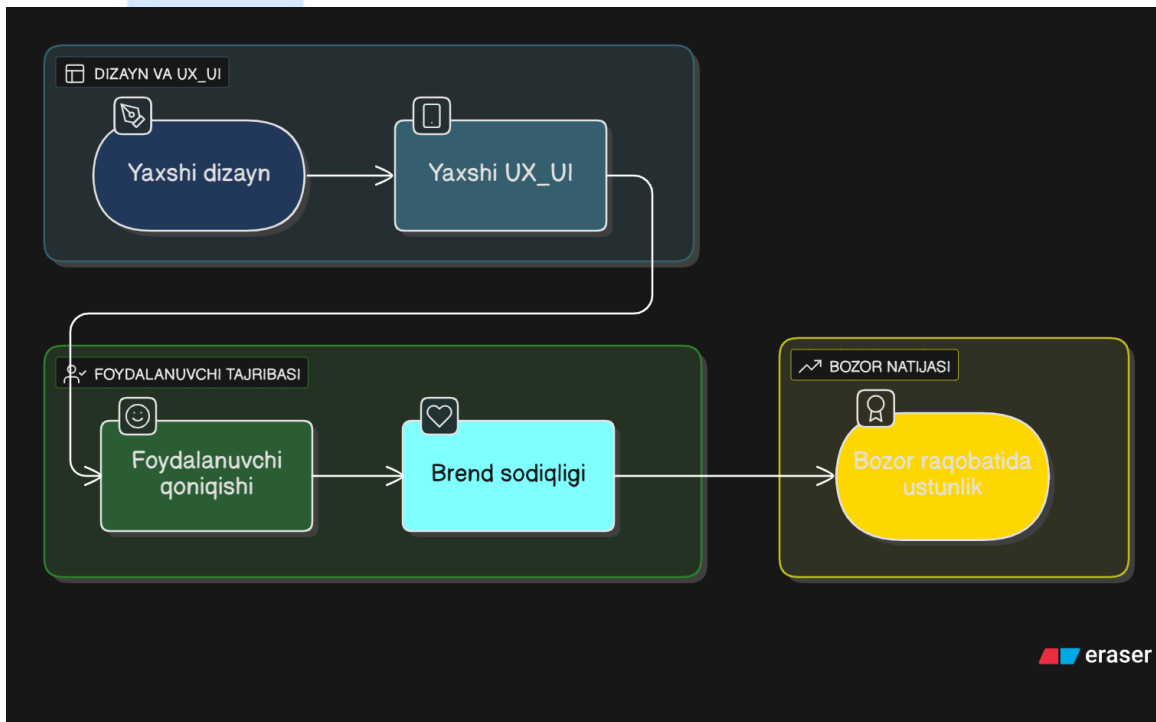 DIZAYN VA UX_UI
Yaxshi dizayn
Yaxshi UX_UI
FOYDALANUVCHI TAJRIBASI
Foydalanuvchi
qoniqishi
Brend sodiqligi
BOZOR NATIJASI
Bozor raqobatida
ustunlik
eraser